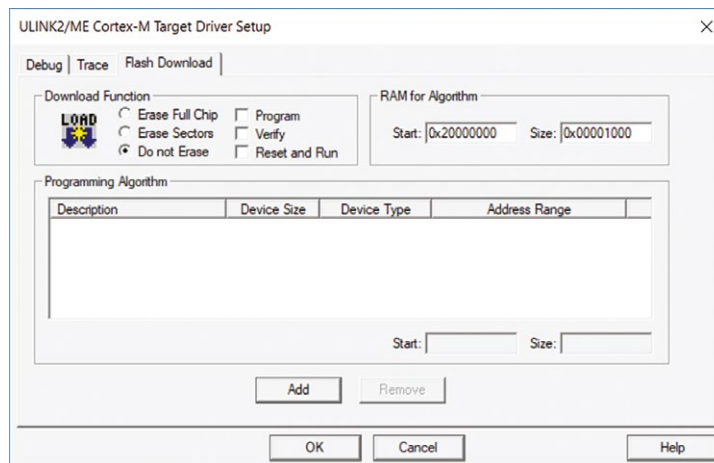 ULINK2/ME Cortex-M Target Driver Setup
Debug Trace Flash Download
Download Function
LOAD
Erase Full Chip
Erase Sectors
Do not Erase
Program
Verify
Reset and Run
RAM for Algorithm
Start: 0x20000000 Size: 0x00001000
Programming Algorithm
Description Device Size Device Type Address Range
Start: Size:
Add Remove
OK Cancel Help